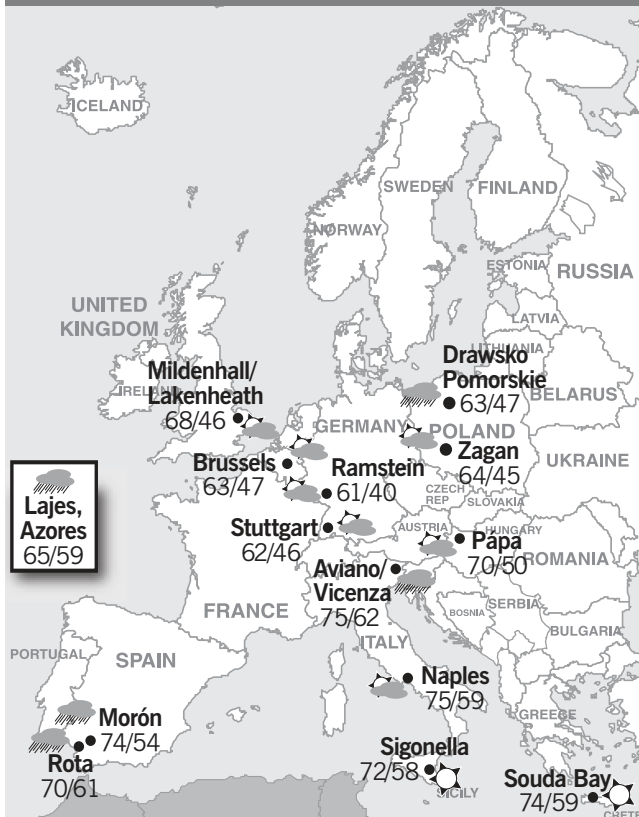 ICELAND
SWEDEN
FINLAND
NORWAY
ESTONIA
RUSSIA
LATVIA
LITHUANIA
UNITED
KINGDOM
IRELAND
Mildenhall/
Lakenheath
68/46
Drawsko
Pomorskie
63/47
BELARUS
GERMANY
POLAND
Zagan
64/45
UKRAINE
Brussels
63/47
Ramstein
61/40
CZECH
REP
SLOVAKIA
Lajes,
Azores
65/59
Stuttgart
62/46
AUSTRIA
HUNGARY
Pápa
70/50
ROMANIA
Aviano/
Vicenza
75/62
FRANCE
BOSNIA
SERBIA
BULGARIA
ITALY
PORTUGAL
SPAIN
Naples
75/59
Morón
74/54
GREECE
Rota
70/61
Sigonella
72/58
SICILY
Souda Bay
74/59
CRETE